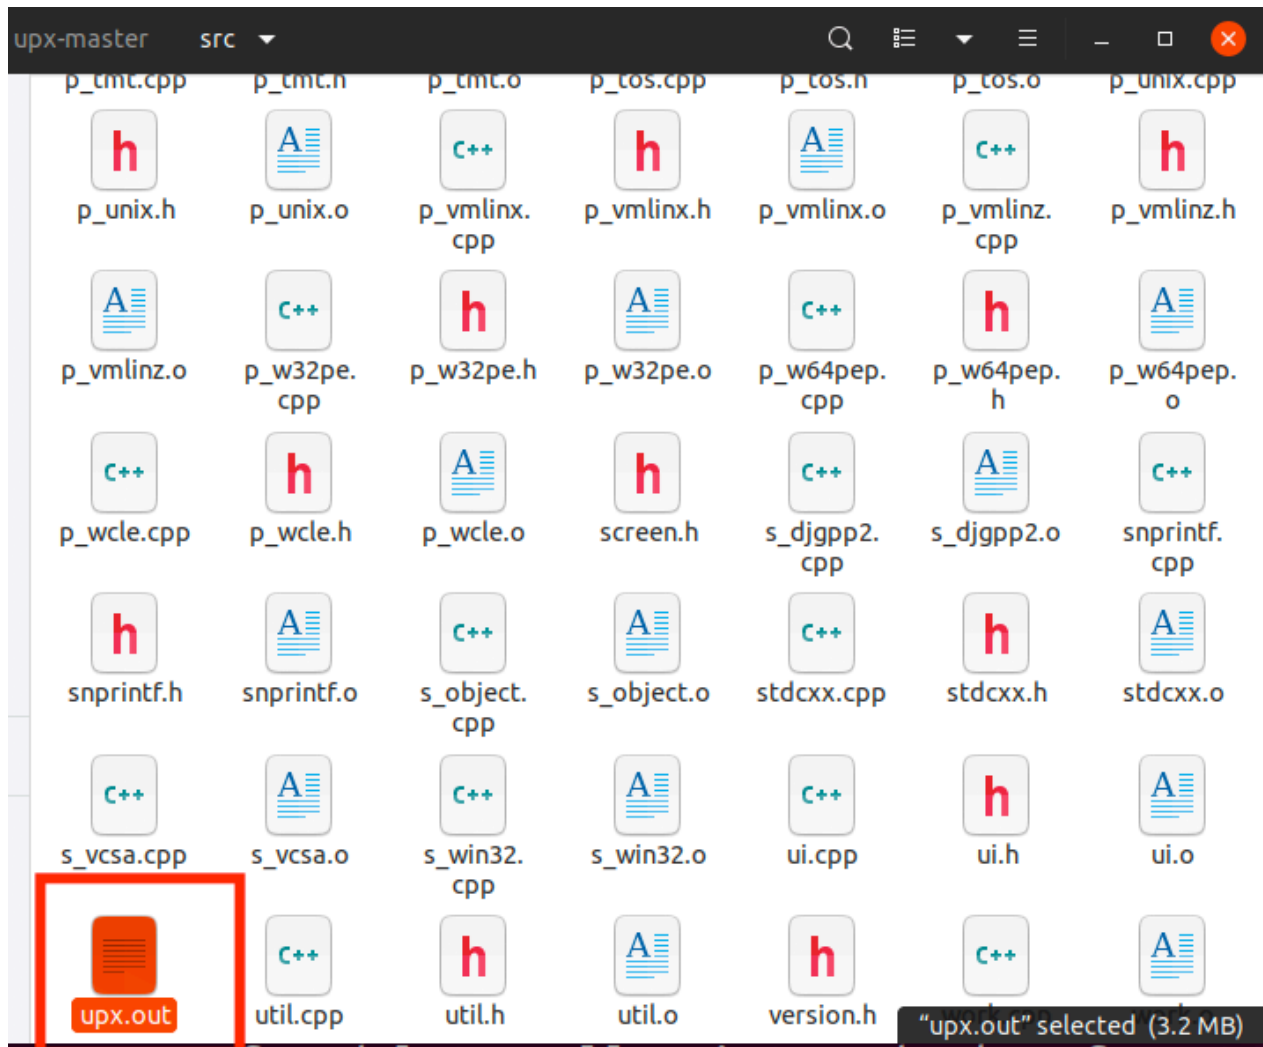 upx-master src
p_tmt.cpp p_tmt.h p_tmt.o p_tos.cpp p_tos.h p_tos.o p_unix.cpp
h A C++ h A C++ h
p_unix.h p_unix.o p_vmlinx. p_vmlinx.h p_vmlinx.o p_vmlinz. p_vmlinz.h
cpp cpp
A C++ h A C++ h A
p_vmlinz.o p_w32pe. p_w32pe.h p_w32pe.o p_w64pep. p_w64pep. p_w64pep.
cpp cpp h o
C++ h A h C++ A C++
p_wcle.cpp p_wcle.h p_wcle.o screen.h s_djgpp2. s_djgpp2.o snprintf.
cpp cpp
h A C++ A C++ h A
snprintf.h snprintf.o s_object. s_object.o stdcxx.cpp stdcxx.h stdcxx.o
cpp
C++ A C++ A C++ h A
s_vcsa.cpp s_vcsa.o s_win32. s_win32.o ui.cpp ui.h ui.o
cpp
C++ h A h C++ A
upx.out util.cpp util.h util.o version.h work.cpp work.o
“upx.out” selected (3.2 MB)